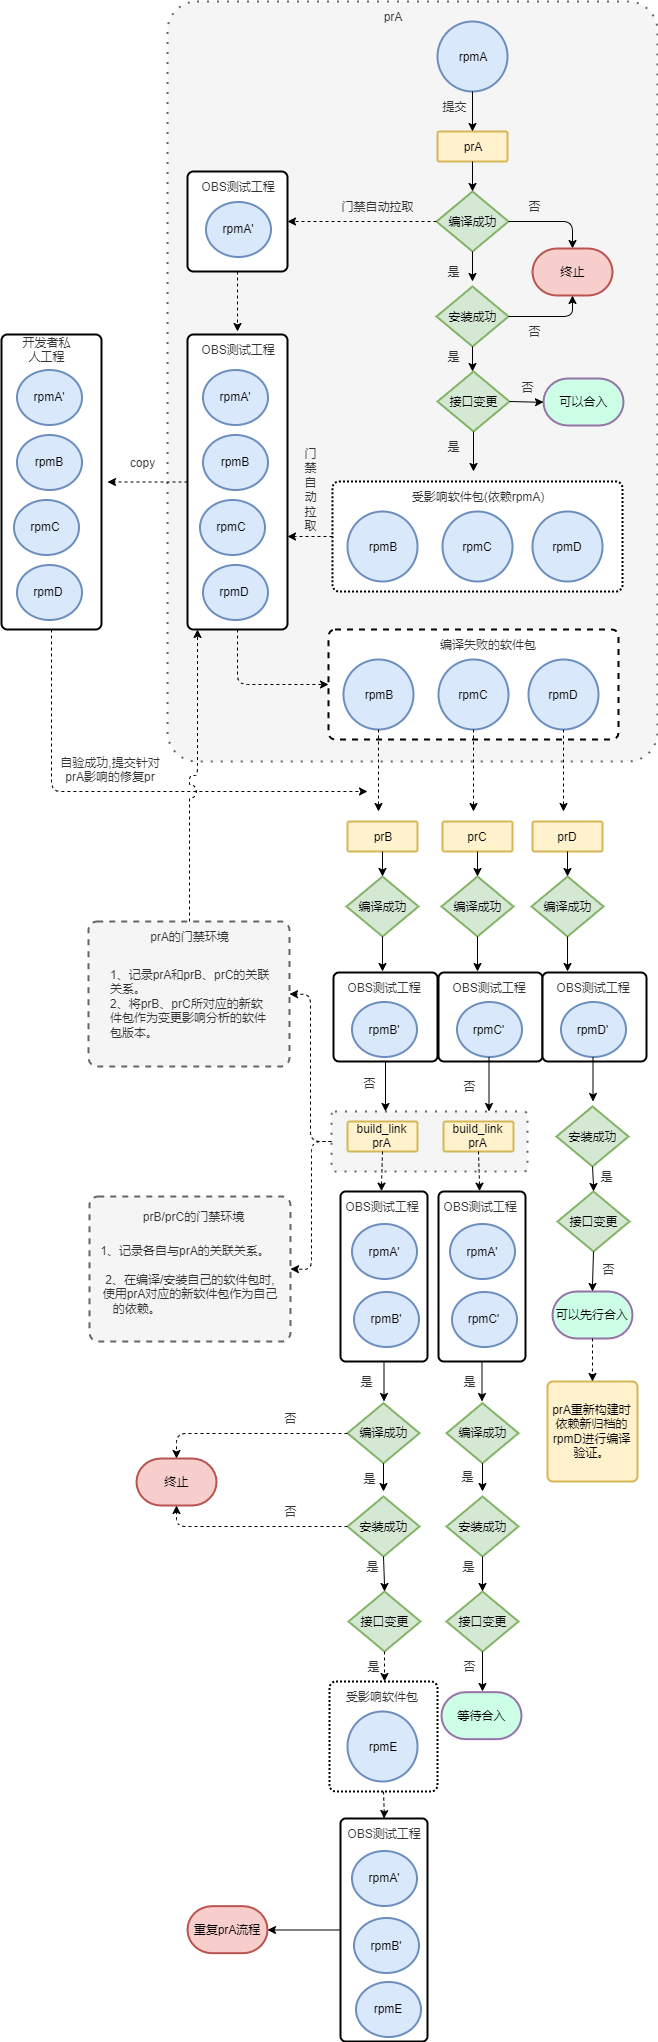 prA
rpmA
提交
prA
OBS测试工程
rpmA'
门禁自动拉取
编译成功
否
是
终止
安装成功
否
是
开发者私
人工程
rpmA'
rpmB
rpmC
rpmD
copy
OBS测试工程
rpmA'
rpmB
rpmC
rpmD
接口变更
否
可以合入
是
门
禁
自
动
拉
取
受影响软件包(依赖rpmA)
rpmB
rpmC
rpmD
编译失败的软件包
rpmB
rpmC
rpmD
自验成功,提交针对
prA影响的修复pr
prB
prC
prD
编译成功
编译成功
编译成功
prA的门禁环境
1、记录prA和prB、prC的关联
关系。
2、将prB、prC所对应的新软
件包作为变更影响分析的软件
包版本。
OBS测试工程
rpmB'
OBS测试工程
rpmC'
OBS测试工程
rpmD'
否
否
build_link
prA
build_link
prA
安装成功
是
接口变更
否
可以先行合入
prA重新构建时
依赖新归档的
rpmD进行编译
验证。
prB/prC的门禁环境
1、记录各自与prA的关联关系。
2、在编译/安装自己的软件包时,
使用prA对应的新软件包作为自己
的依赖。
OBS测试工程
rpmA'
rpmB'
OBS测试工程
rpmA'
rpmC'
是
是
否
编译成功
编译成功
终止
是
是
否
安装成功
安装成功
是
是
接口变更
接口变更
是
否
受影响软件包
rpmE
等待合入
OBS测试工程
rpmA'
rpmB'
rpmE
重复prA流程